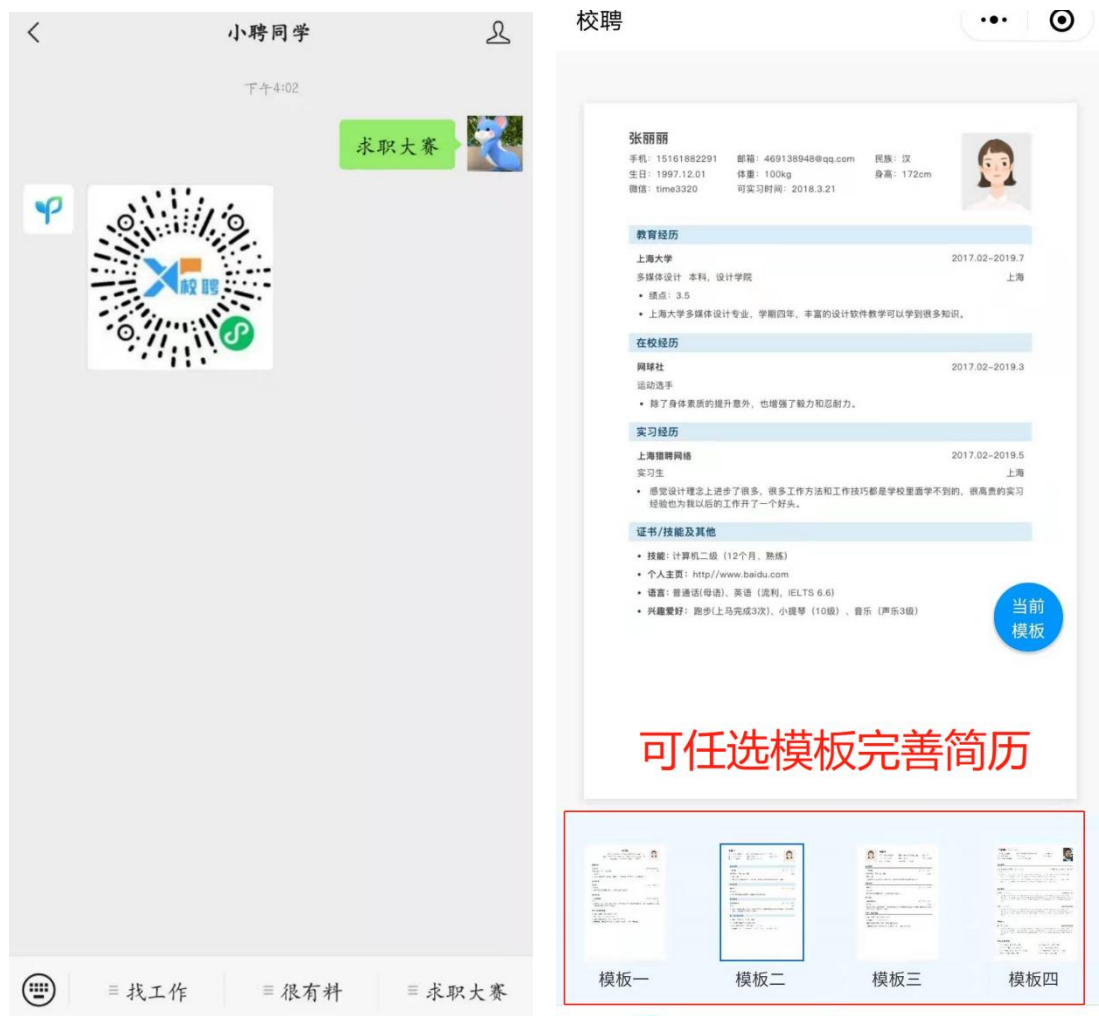 小聘同学
下午4:02
求职大赛
校聘
≡ 找工作
≡ 很有料
≡ 求职大赛
校聘
张丽丽
手机：15161882291 邮箱：469138948@qq.com 民族：汉
生日：1997.12.01 体重：100kg 身高：172cm
微信：time3320 可实习时间：2018.3.21
教育经历
上海大学 2017.02-2019.7
多媒体设计 本科，设计学院 上海
• 绩点：3.5
• 上海大学多媒体设计专业，学期四年，丰富的设计软件教学可以学到很多知识。
在校经历
网球社 2017.02-2019.3
运动选手
• 除了身体素质的提升意外，也增强了毅力和忍耐力。
实习经历
上海猎聘网络 2017.02-2019.5
实习生 上海
• 感觉设计理念上进步了很多，很多工作方法和工作技巧都是学校里面学不到的，很高贵的实习
经验也为我以后的工作开了一个好头。
证书/技能及其他
• 技能：计算机二级（12个月、熟练）
• 个人主页：http//www.baidu.com
• 语言：普通话(母语)、英语（流利，IELTS 6.6)
• 兴趣爱好：跑步(上马完成3次)、小提琴（10级）、音乐（声乐3级）
当前
模板
可任选模板完善简历
模板一
模板二
模板三
模板四